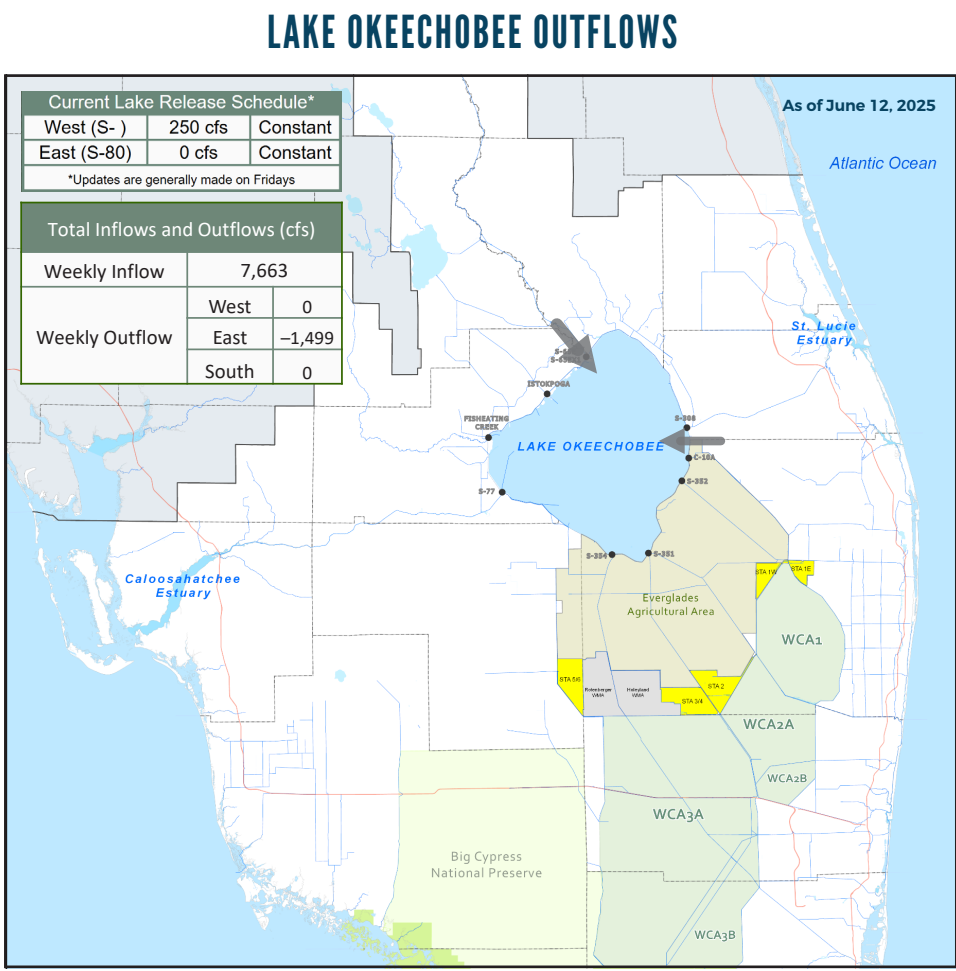 LAKE OKEECHOBEE OUTFLOWS
Current Lake Release Schedule*
West (S- ) 250 cfs Constant
East (S-80) 0 cfs Constant
*Updates are generally made on Fridays
As of June 12, 2025
Atlantic Ocean
Total Inflows and Outflows (cfs)
Weekly Inflow 7,663
Weekly Outflow
West 0
East –1,499
South 0
St. Lucie
Estuary
ISTOKPOGA
FISHEATING
CREEK
S-308
LAKE OKEECHOBEE
C-10A
S-352
S-77
S-354
S-351
Caloosahatchee
Estuary
STA 1W
STA 1E
Everglades
Agricultural Area
WCA1
STA 5/6
Rotenberger
WMA
Holeyland
WMA
STA 2
STA 3/4
WCA2A
WCA2B
WCA3A
Big Cypress
National Preserve
WCA3B